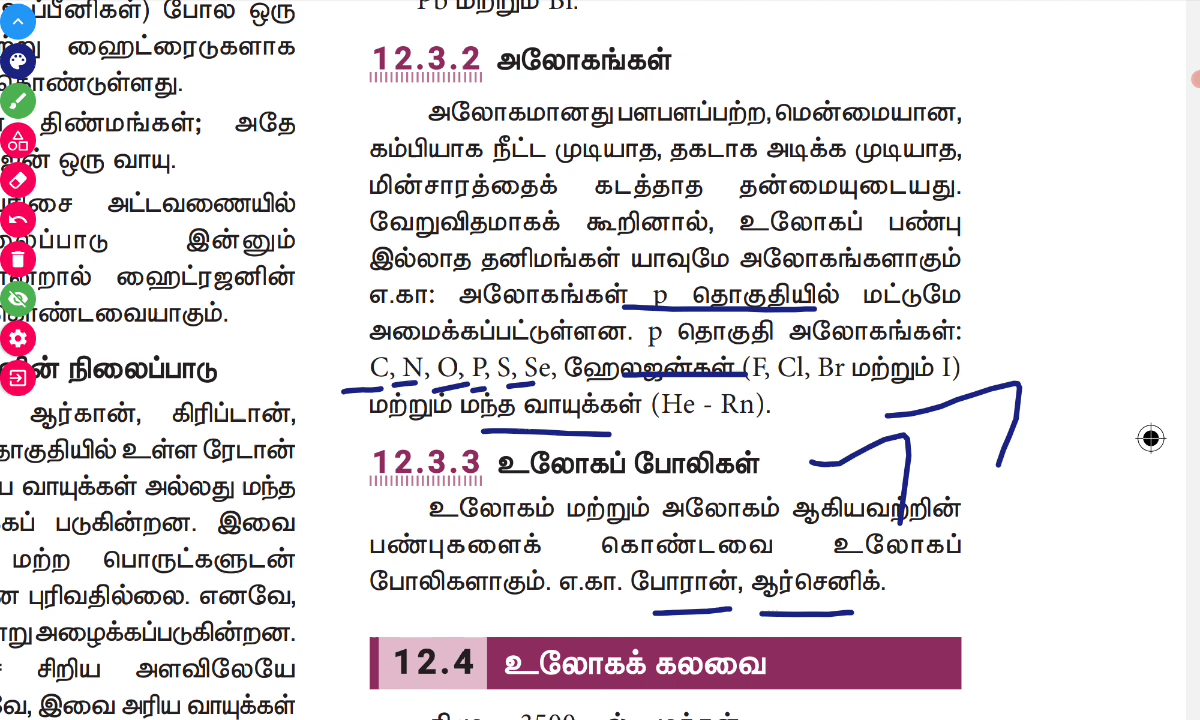 போல ஒரு
ஹைட்ரைடுகளாக
திண்மங்கள்; அதே
ஒரு வாயு.
அட்டவணையில்
இன்னும்
ஹைட்ரஜனின்
நிலைப்பாடு
ஆர்கான், கிரிப்டான்,
உள்ள ரேடான்
வாயுக்கள் அல்லது மந்த
படுகின்றன. இவை
மற்ற பொருட்களுடன்
புரிவதில்லை. எனவே,
அழைக்கப்படுகின்றன.
சிறிய அளவிலேயே
இவை அரிய வாயுக்கள்
Pb மற்றும் Bi.
12.3.2 அலோகங்கள்
அலோகமானது பளபளப்பற்ற, மென்மையான,
கம்பியாக நீட்ட முடியாத, தகடாக அடிக்க முடியாத,
மின்சாரத்தைக் கடத்தாத தன்மையுடையது.
வேறுவிதமாகக் கூறினால், உலோகப் பண்பு
இல்லாத தனிமங்கள் யாவுமே அலோகங்களாகும்
எ.கா: அலோகங்கள் p தொகுதியில் மட்டுமே
அமைக்கப்பட்டுள்ளன. p தொகுதி அலோகங்கள்:
C, N, O, P, S, Se, ஹேலஜன்கள் (F, Cl, Br மற்றும் I)
மற்றும் மந்த வாயுக்கள் (He - Rn).
12.3.3 உலோகப் போலிகள்
உலோகம் மற்றும் அலோகம் ஆகியவற்றின்
பண்புகளைக் கொண்டவை உலோகப்
போலிகளாகும். எ.கா. போரான், ஆர்செனிக்.
12.4 உலோகக் கலவை